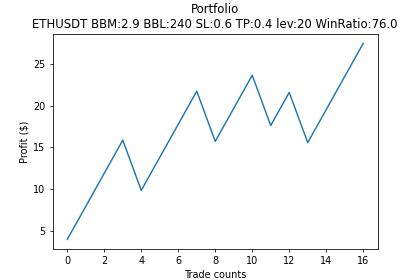 Portfolio
ETHUSDT BBM:2.9 BBL:240 SL:0.6 TP:0.4 lev:20 WinRatio:76.0
25
20
15
10
5
Profit ($)
0 2 4 6 8 10 12 14 16
Trade counts